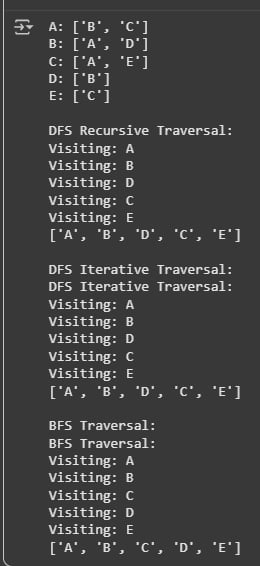 A: ['B', 'C']
B: ['A', 'D']
C: ['A', 'E']
D: ['B']
E: ['C']

DFS Recursive Traversal:
Visiting: A
Visiting: B
Visiting: D
Visiting: C
Visiting: E
['A', 'B', 'D', 'C', 'E']

DFS Iterative Traversal:
DFS Iterative Traversal:
Visiting: A
Visiting: B
Visiting: D
Visiting: C
Visiting: E
['A', 'B', 'D', 'C', 'E']

BFS Traversal:
BFS Traversal:
Visiting: A
Visiting: B
Visiting: C
Visiting: D
Visiting: E
['A', 'B', 'C', 'D', 'E']